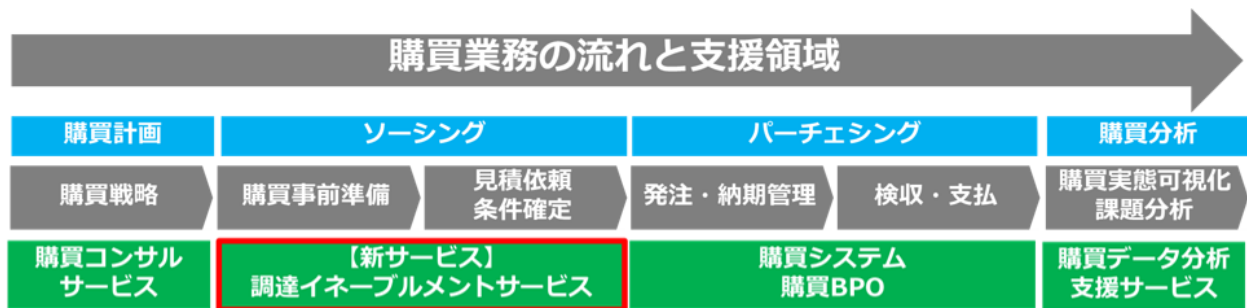 購買業務の流れと支援領域
購買計画
ソーシング
パーチェシング
購買分析
購買戦略
購買事前準備
見積依頼
条件確定
発注・納期管理
検収・支払
購買実態可視化
課題分析
購買コンサル
サービス
【新サービス】
調達イネーブルメントサービス
購買システム
購買BPO
購買データ分析
支援サービス